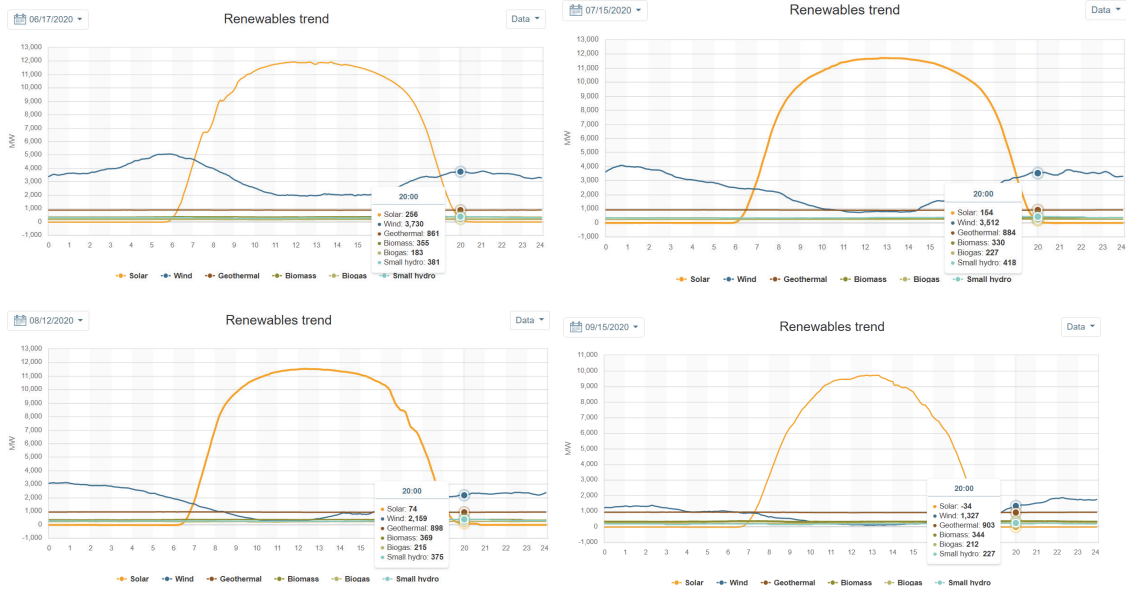 06/17/2020
Renewables trend
Data
13,000
12,000
11,000
10,000
9,000
8,000
7,000
6,000
5,000
4,000
3,000
2,000
1,000
0
-1,000
MW
0 1 2 3 4 5 6 7 8 9 10 11 12 13 14 15 20 21 22 23 24
20:00
Solar: 256
Wind: 3,730
Geothermal: 861
Biomass: 355
Biogas: 183
Small hydro: 381
Solar Wind Geothermal Biomass Biogas Small hydro
07/15/2020
Renewables trend
Data
13,000
12,000
11,000
10,000
9,000
8,000
7,000
6,000
5,000
4,000
3,000
2,000
1,000
0
-1,000
MW
0 1 2 3 4 5 6 7 8 9 10 11 12 13 14 15 20 21 22 23 24
20:00
Solar: 154
Wind: 3,512
Geothermal: 884
Biomass: 330
Biogas: 227
Small hydro: 418
Solar Wind Geothermal Biomass Biogas Small hydro
08/12/2020
Renewables trend
Data
13,000
12,000
11,000
10,000
9,000
8,000
7,000
6,000
5,000
4,000
3,000
2,000
1,000
0
-1,000
MW
0 1 2 3 4 5 6 7 8 9 10 11 12 13 14 15 20 21 22 23 24
20:00
Solar: 74
Wind: 2,159
Geothermal: 898
Biomass: 369
Biogas: 215
Small hydro: 375
Solar Wind Geothermal Biomass Biogas Small hydro
09/15/2020
Renewables trend
Data
11,000
10,000
9,000
8,000
7,000
6,000
5,000
4,000
3,000
2,000
1,000
0
-1,000
MW
0 1 2 3 4 5 6 7 8 9 10 11 12 13 14 15 20 21 22 23 24
20:00
Solar: -34
Wind: 1,327
Geothermal: 903
Biomass: 344
Biogas: 212
Small hydro: 227
Solar Wind Geothermal Biomass Biogas Small hydro